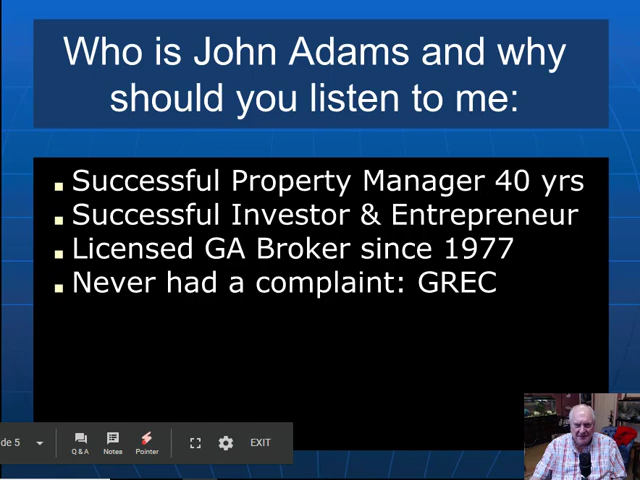 Who is John Adams and why
should you listen to me:
Successful Property Manager 40 yrs
Successful Investor & Entrepreneur
Licensed GA Broker since 1977
Never had a complaint: GREC
de 5
Q & A
Notes
Pointer
EXIT